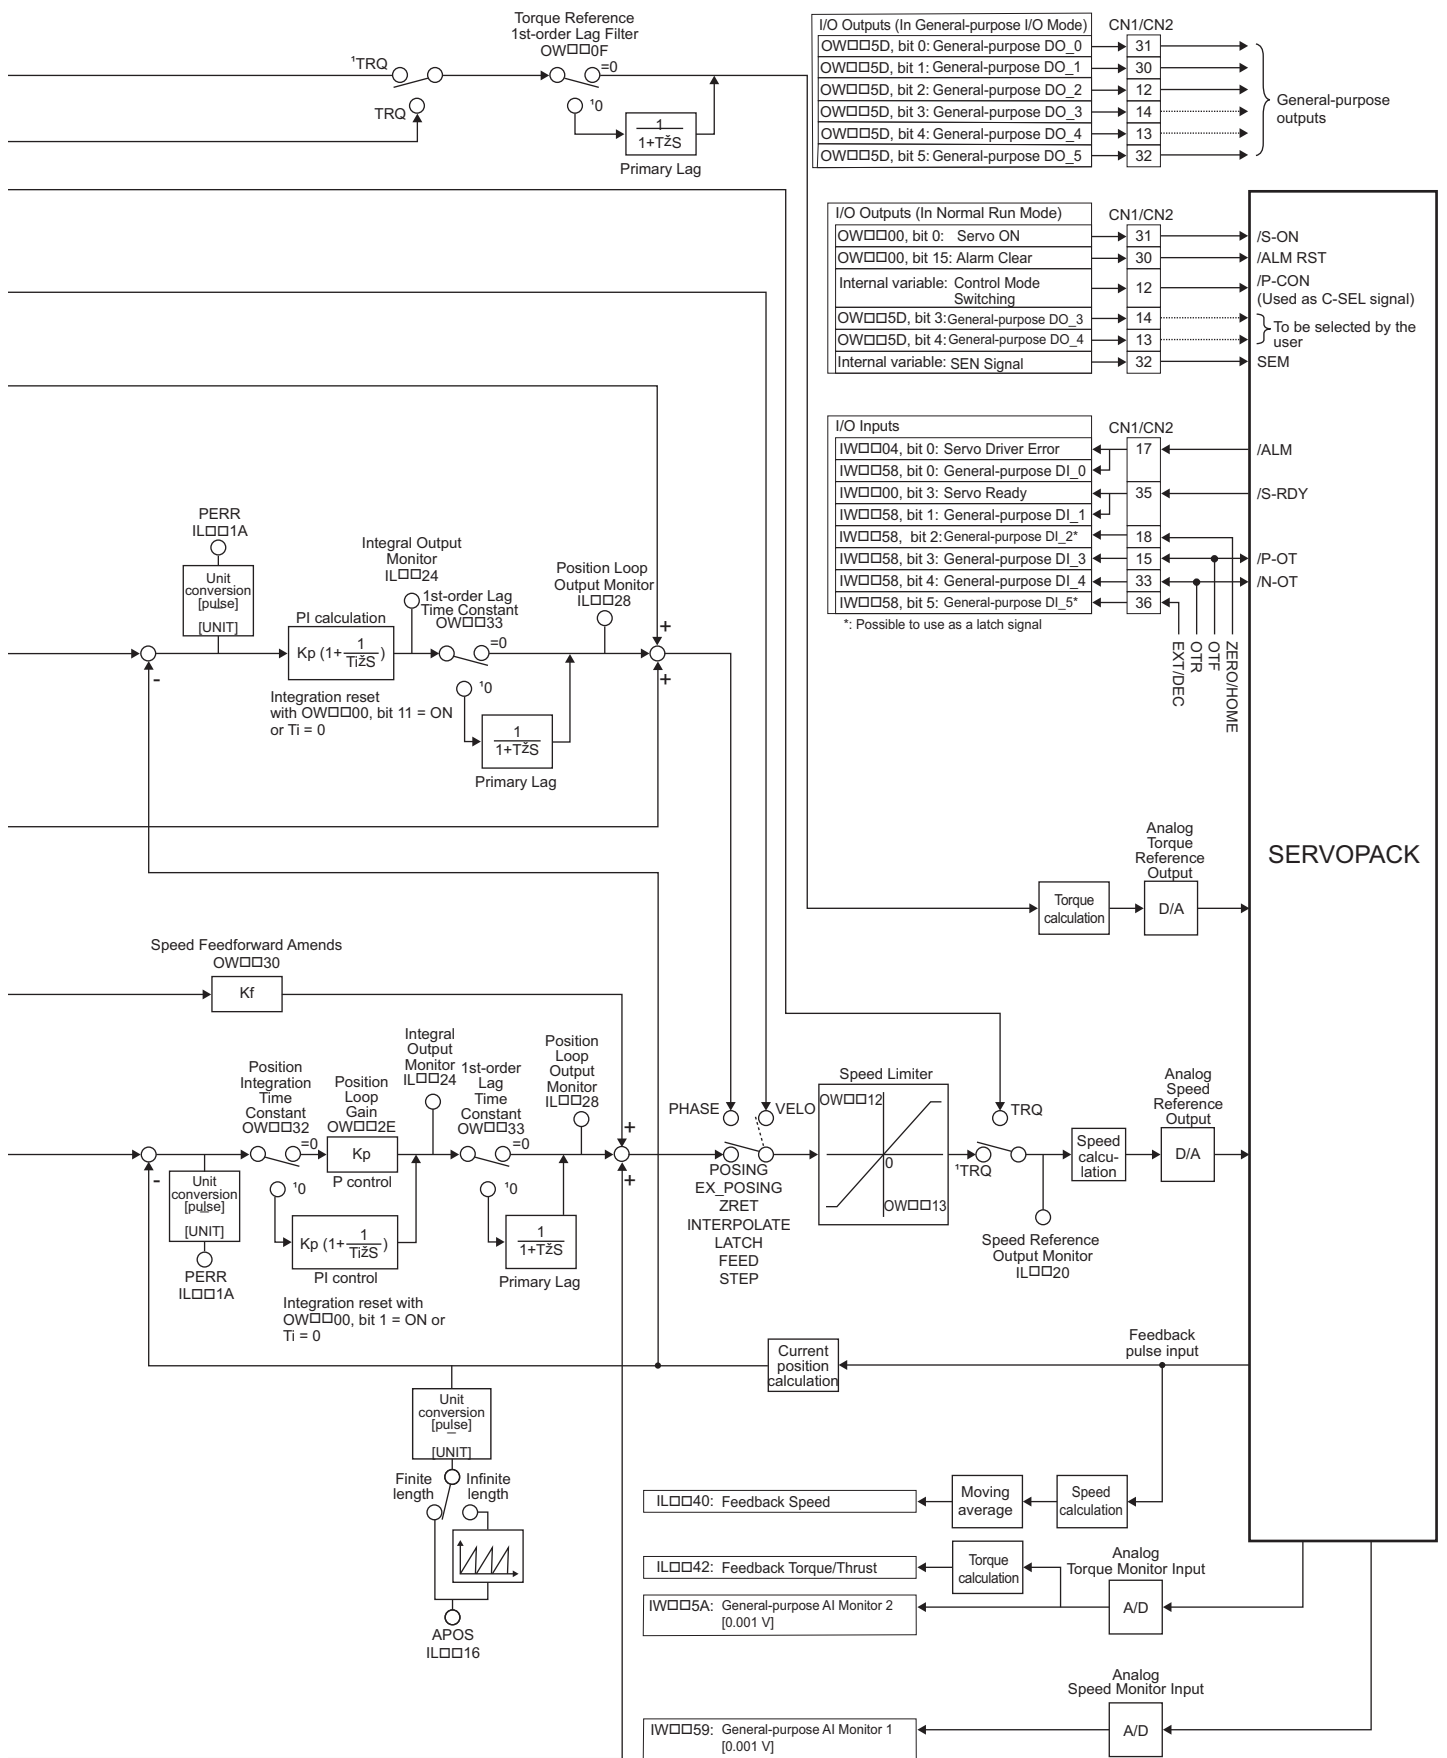 Torque Reference
1st-order Lag Filter
OW□□0F
¹TRQ
=0
TRQ
¹0
1
1+TžS
Primary Lag
I/O Outputs (In General-purpose I/O Mode)
CN1/CN2
OW□□5D, bit 0: General-purpose DO_0
31
OW□□5D, bit 1: General-purpose DO_1
30
OW□□5D, bit 2: General-purpose DO_2
12
OW□□5D, bit 3: General-purpose DO_3
14
OW□□5D, bit 4: General-purpose DO_4
13
OW□□5D, bit 5: General-purpose DO_5
32
General-purpose
outputs
I/O Outputs (In Normal Run Mode)
CN1/CN2
OW□□00, bit 0: Servo ON
31
/S-ON
OW□□00, bit 15: Alarm Clear
30
/ALM RST
Internal variable: Control Mode
Switching
12
/P-CON
(Used as C-SEL signal)
OW□□5D, bit 3:General-purpose DO_3
14
OW□□5D, bit 4:General-purpose DO_4
13
To be selected by the
user
Internal variable: SEN Signal
32
SEM
I/O Inputs
CN1/CN2
IW□□04, bit 0: Servo Driver Error
17
/ALM
IW□□58, bit 0: General-purpose DI_0
IW□□00, bit 3: Servo Ready
35
/S-RDY
IW□□58, bit 1: General-purpose DI_1
IW□□58, bit 2:General-purpose DI_2*
18
IW□□58, bit 3: General-purpose DI_3
15
/P-OT
IW□□58, bit 4: General-purpose DI_4
33
/N-OT
IW□□58, bit 5: General-purpose DI_5*
36
*: Possible to use as a latch signal
EXT/DEC
OTR
OTF
ZERO/HOME
PERR
IL□□1A
Unit
conversion
[pulse]
[UNIT]
Integral Output
Monitor
IL□□24
PI calculation
Kp (1+ 1 )
TižS
1st-order Lag
Time Constant
OW□□33
=0
¹0
Position Loop
Output Monitor
IL□□28
+
+
-
Integration reset
with OW□□00, bit 11 = ON
or Ti = 0
1
1+TžS
Primary Lag
SERVOPACK
Analog
Torque
Reference
Output
Torque
calculation
D/A
Speed Feedforward Amends
OW□□30
Kf
Position
Integration
Time
Constant
OW□□32
=0
¹0
Position
Loop
Gain
OW□□2E
Kp
P control
Integral
Output
Monitor
IL□□24
1st-order
Lag
Time
Constant
OW□□33
=0
¹0
Position
Loop
Output
Monitor
IL□□28
+
+
-
Unit
conversion
[pulse]
[UNIT]
PERR
IL□□1A
Kp (1+ 1 )
TižS
PI control
Integration reset with
OW□□00, bit 1 = ON or
Ti = 0
1
1+TžS
Primary Lag
PHASE
VELO
POSING
EX_POSING
ZRET
INTERPOLATE
LATCH
FEED
STEP
Speed Limiter
OW□□12
0
OW□□13
TRQ
¹TRQ
Speed Reference
Output Monitor
IL□□20
Speed
calcu-
lation
Analog
Speed
Reference
Output
D/A
Feedback
pulse input
Current
position
calculation
Unit
conversion
[pulse]
[UNIT]
Finite
length
Infinite
length
APOS
IL□□16
IL□□40: Feedback Speed
Moving
average
Speed
calculation
IL□□42: Feedback Torque/Thrust
Torque
calculation
Analog
Torque Monitor Input
IW□□5A: General-purpose AI Monitor 2
[0.001 V]
A/D
Analog
Speed Monitor Input
IW□□59: General-purpose AI Monitor 1
[0.001 V]
A/D